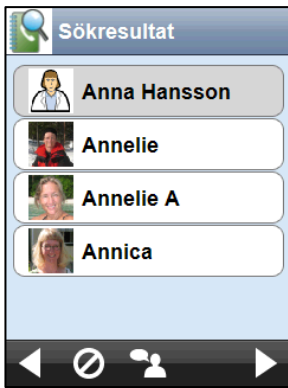 Sökresultat
Anna Hansson
Annelie
Annelie A
Annica